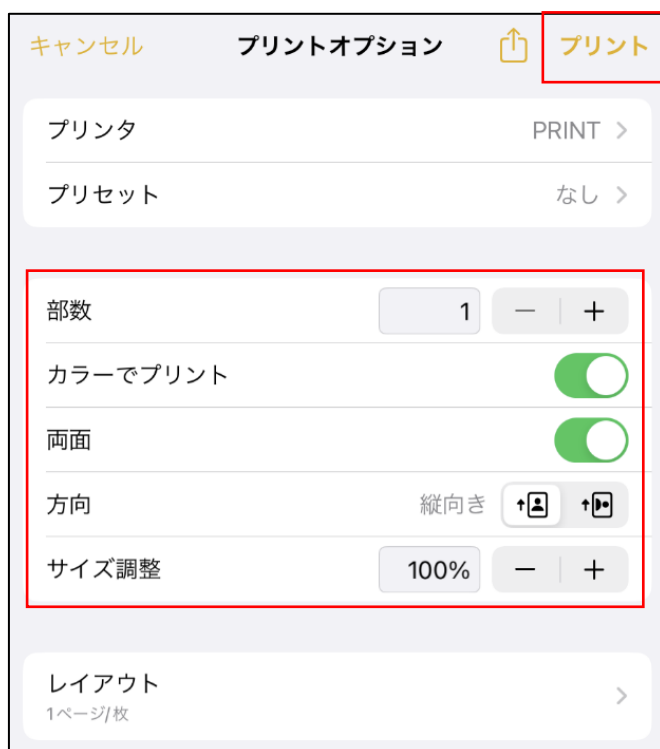 キャンセル プリントオプション プリント
プリンタ PRINT
プリセット なし
部数 1
カラーでプリント
両面
方向 縦向き
サイズ調整 100%
レイアウト
1ページ/枚